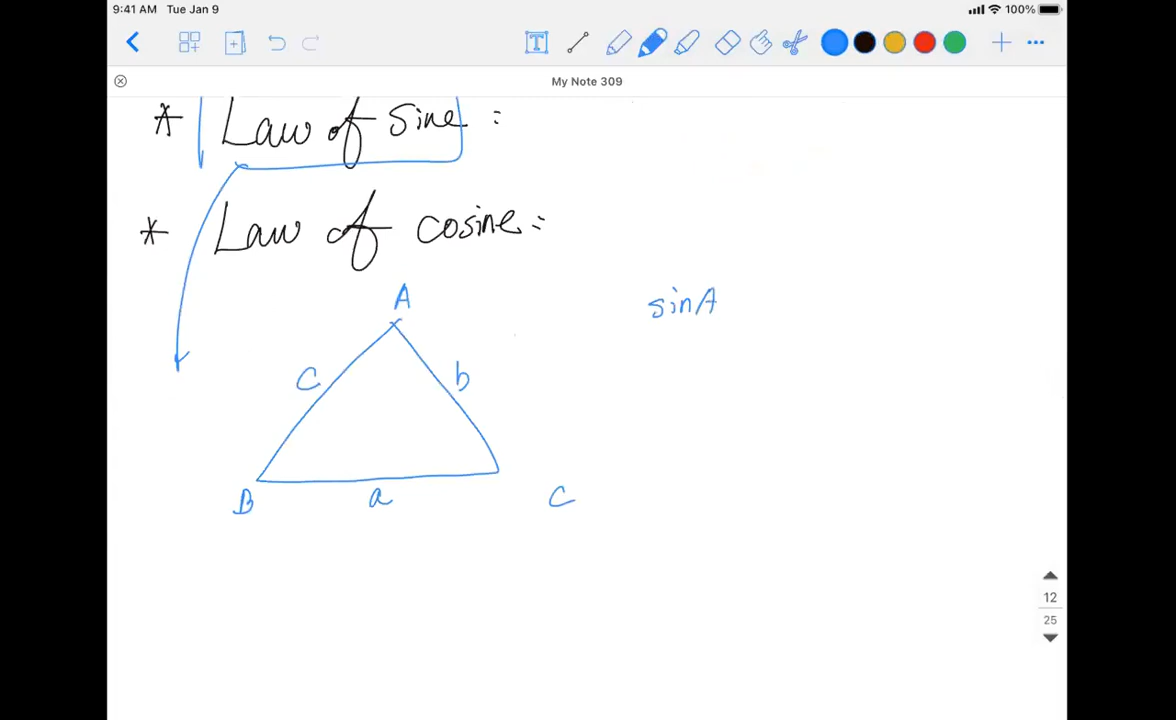 9:41 AM Tue Jan 9
100%
T
My Note 309
* Law of Sine :
* Law of cosine :
A
sinA
c
b
B
a
C
12
25